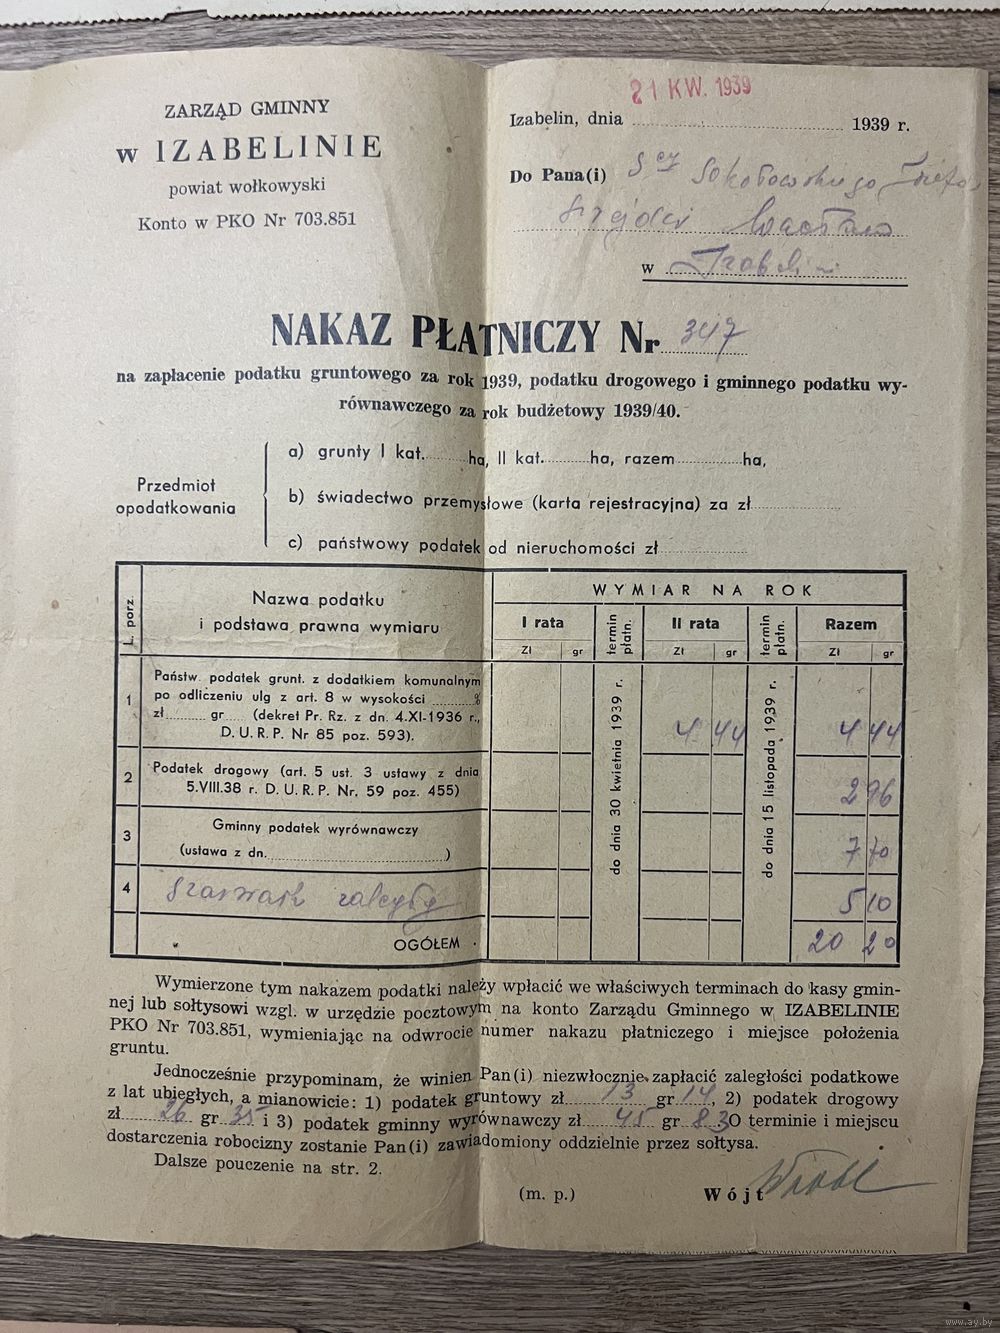 21 KW. 1939
ZARZĄD GMINNY
w IZABELINIE
powiat wołkowyski
Konto w PKO Nr 703.851
Izabelin, dnia 1939 r.
Do Pana(i) Sokołowskiego
Wacława
w Izabelin
NAKAZ PŁATNICZY Nr 347
na zapłacenie podatku gruntowego za rok 1939, podatku drogowego i gminnego podatku wy-
równawczego za rok budżetowy 1939/40.
Przedmiot
opodatkowania
a) grunty I kat. ha, II kat. ha, razem ha,
b) świadectwo przemysłowe (karta rejestracyjna) za zł
c) państwowy podatek od nieruchomości zł
L. porz.
Nazwa podatku
i podstawa prawna wymiaru
WYMIAR NA ROK
I rata
termin płatn.
II rata
termin płatn.
Razem
Zł gr Zł gr Zł gr
1
Państw. podatek grunt. z dodatkiem komunalnym
po odliczeniu ulg z art. 8 w wysokości %
zł gr (dekret Pr. Rz. z dn. 4.XI-1936 r.,
D. U. R. P. Nr 85 poz. 593).
do dnia 30 kwietnia 1939 r.
4 44
do dnia 15 listopada 1939 r.
4 44
2
Podatek drogowy (art. 5 ust. 3 ustawy z dnia
5.VIII.38 r. D. U. R. P. Nr. 59 poz. 455)
2 96
3
Gminny podatek wyrównawczy
(ustawa z dn. )
7 70
4
5 10
OGÓŁEM
20 20
Wymierzone tym nakazem podatki należy wpłacić we właściwych terminach do kasy gmin-
nej lub sołtysowi wzgl. w urzędzie pocztowym na konto Zarządu Gminnego w IZABELINIE
PKO Nr 703.851, wymieniając na odwrocie numer nakazu płatniczego i miejsce położenia
gruntu.
Jednocześnie przypominam, że winien Pan(i) niezwłocznie zapłacić zaległości podatkowe
z lat ubiegłych, a mianowicie: 1) podatek gruntowy zł 13 gr 14, 2) podatek drogowy
zł 26 gr 35 i 3) podatek gminny wyrównawczy zł 45 gr 83 O terminie i miejscu
dostarczenia robocizny zostanie Pan(i) zawiadomiony oddzielnie przez sołtysa.
Dalsze pouczenie na str. 2.
(m. p.)
Wójt
www.ay.by